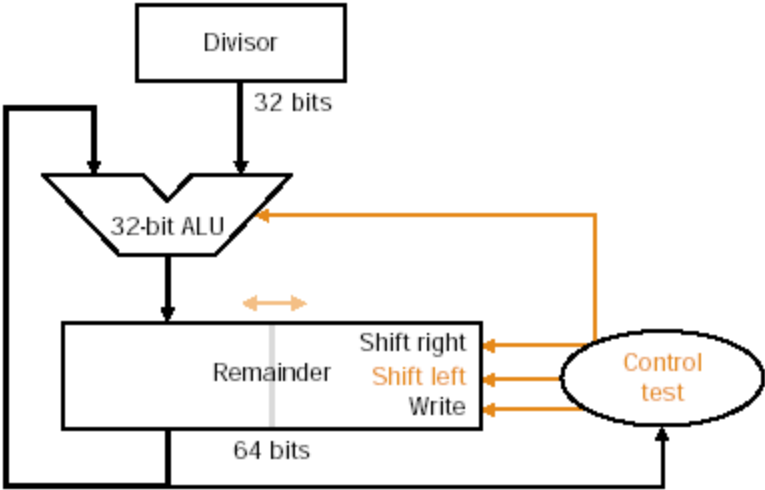 Divisor
32 bits
32-bit ALU
Shift right
Remainder
Shift left
Write
64 bits
Control
test